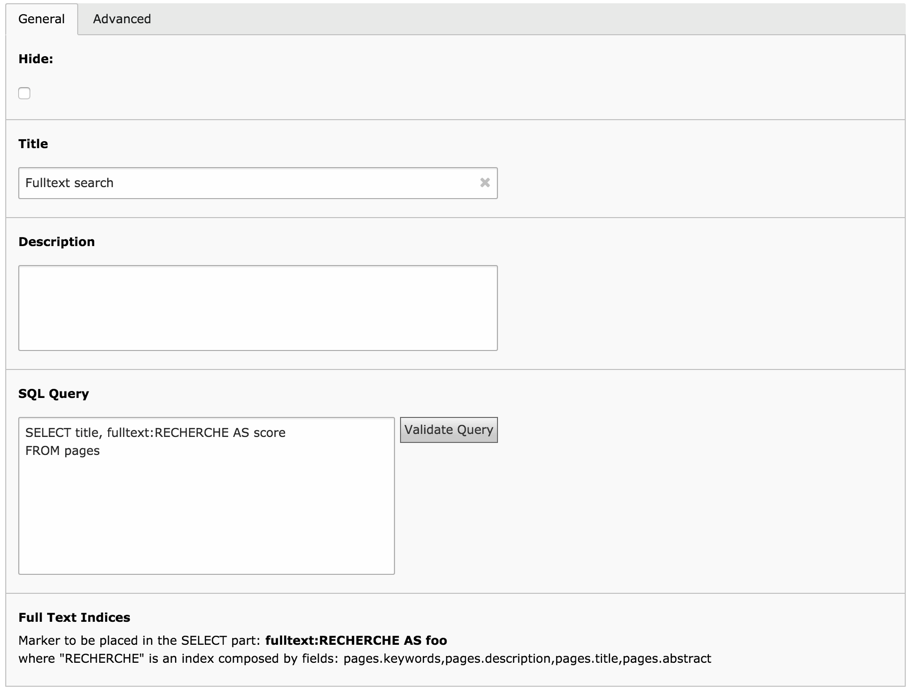 General Advanced
Hide:
Title
Fulltext search
Description
SQL Query
SELECT title, fulltext:RECHERCHE AS score
FROM pages
Validate Query
Full Text Indices
Marker to be placed in the SELECT part: fulltext:RECHERCHE AS foo
where "RECHERCHE" is an index composed by fields: pages.keywords,pages.description,pages.title,pages.abstract